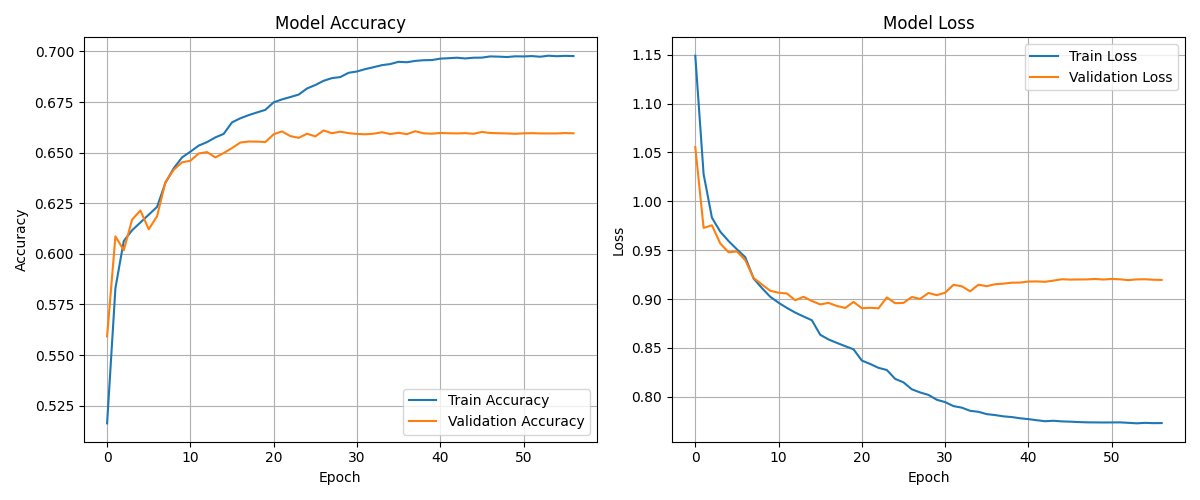 Model Accuracy
Accuracy
0.700
0.675
0.650
0.625
0.600
0.575
0.550
0.525
0 10 20 30 40 50
Epoch
Train Accuracy
Validation Accuracy
Model Loss
Loss
1.15
1.10
1.05
1.00
0.95
0.90
0.85
0.80
0 10 20 30 40 50
Epoch
Train Loss
Validation Loss